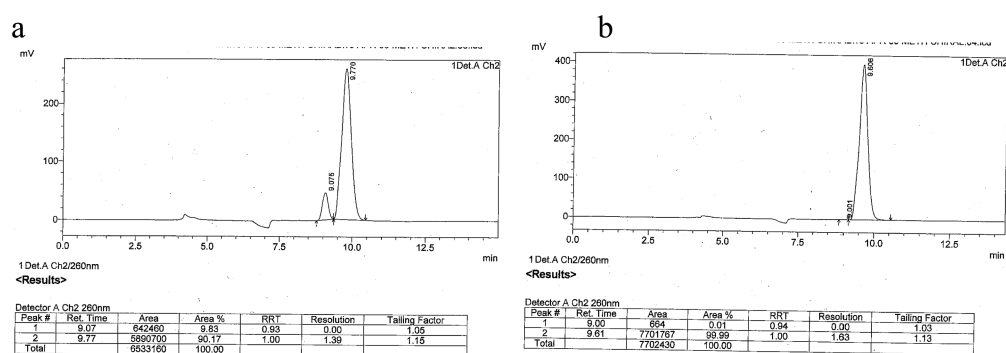 a
mV
1Det.A Ch2
200
100
0
9.075
9.770
0.0 2.5 5.0 7.5 10.0 12.5
min
1 Det.A Ch2/260nm
<Results>
Detector A Ch2 260nm
Peak # Ret. Time Area Area % RRT Resolution Tailing Factor
1 9.07 642460 9.83 0.93 0.00 1.05
2 9.77 5890700 90.17 1.00 1.39 1.15
Total 6533160 100.00
b
mV
1Det.A Ch2
400
300
200
100
0
9.001
9.606
0.0 2.5 5.0 7.5 10.0 12.5
min
1 Det.A Ch2/260nm
<Results>
Detector A Ch2 260nm
Peak # Ret. Time Area Area % RRT Resolution Tailing Factor
1 9.00 664 0.01 0.94 0.00 1.03
2 9.61 7701767 99.99 1.00 1.63 1.13
Total 7702430 100.00